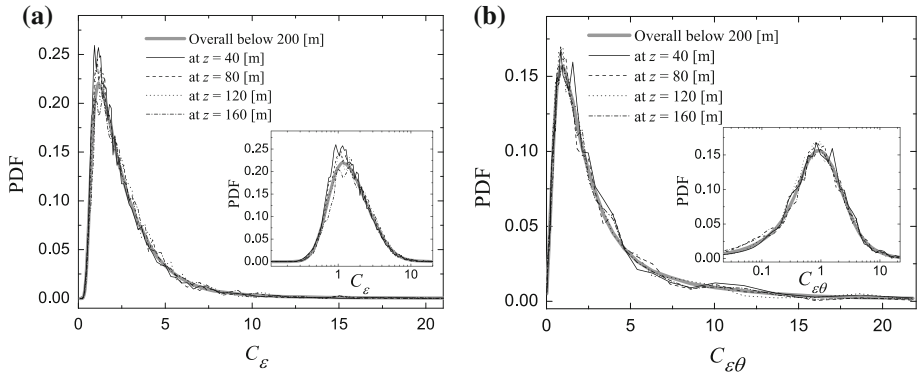 (a)
Overall below 200 [m]
at z = 40 [m]
at z = 80 [m]
at z = 120 [m]
at z = 160 [m]
PDF
0.25
0.20
0.15
0.10
0.05
0.00
0 5 10 15 20
Cε
PDF
0.25
0.20
0.15
0.10
0.05
0.00
1 10
Cε
(b)
Overall below 200 [m]
at z = 40 [m]
at z = 80 [m]
at z = 120 [m]
at z = 160 [m]
PDF
0.15
0.10
0.05
0.00
0 5 10 15 20
Cεθ
PDF
0.15
0.10
0.05
0.00
0.1 1 10
Cεθ